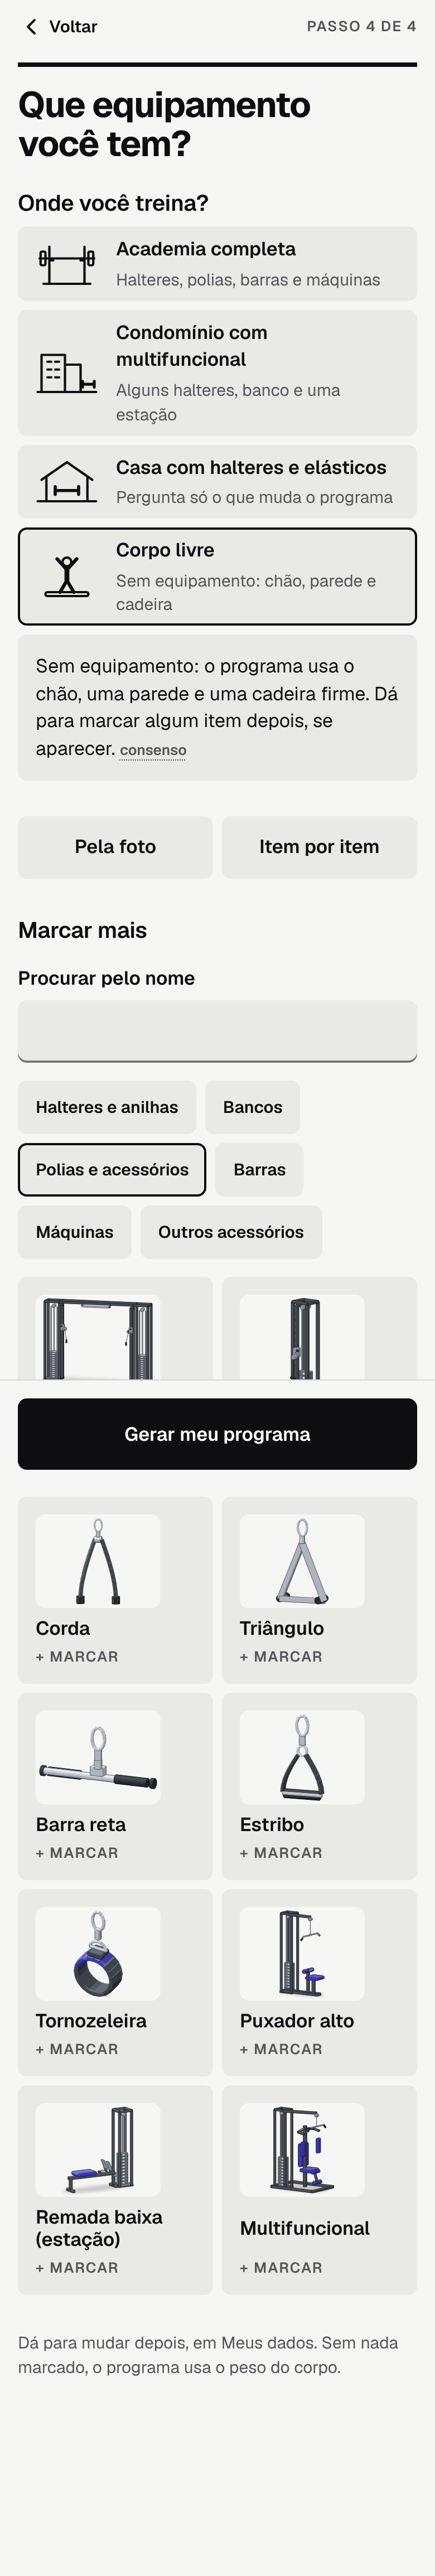 Voltar
PASSO 4 DE 4
Que equipamento
você tem?
Onde você treina?
Academia completa
Halteres, polias, barras e máquinas
Condomínio com
multifuncional
Alguns halteres, banco e uma
estação
Casa com halteres e elásticos
Pergunta só o que muda o programa
Corpo livre
Sem equipamento: chão, parede e
cadeira
Sem equipamento: o programa usa o
chão, uma parede e uma cadeira firme. Dá
para marcar algum item depois, se
aparecer. consenso
Pela foto
Item por item
Marcar mais
Procurar pelo nome
Halteres e anilhas
Bancos
Polias e acessórios
Barras
Máquinas
Outros acessórios
Gerar meu programa
Corda
+ MARCAR
Triângulo
+ MARCAR
Barra reta
+ MARCAR
Estribo
+ MARCAR
Tornozeleira
+ MARCAR
Puxador alto
+ MARCAR
Remada baixa
(estação)
+ MARCAR
Multifuncional
+ MARCAR
Dá para mudar depois, em Meus dados. Sem nada
marcado, o programa usa o peso do corpo.